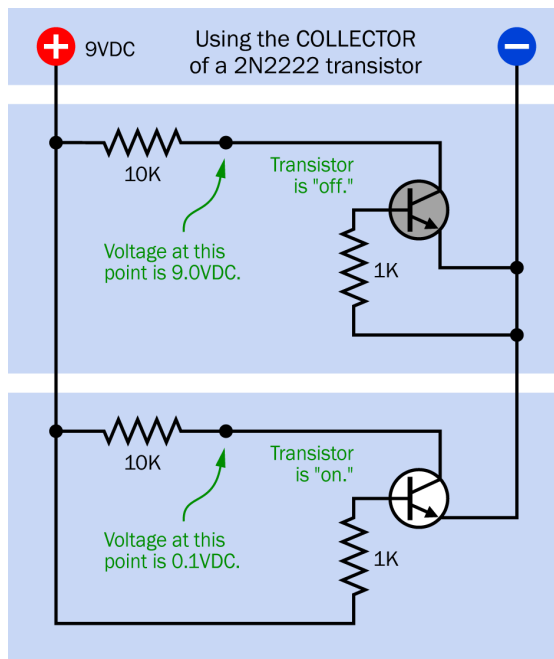 +
9VDC
Using the COLLECTOR
of a 2N2222 transistor
−
10K
Transistor
is "off."
Voltage at this
point is 9.0VDC.
1K
10K
Transistor
is "on."
Voltage at this
point is 0.1VDC.
1K